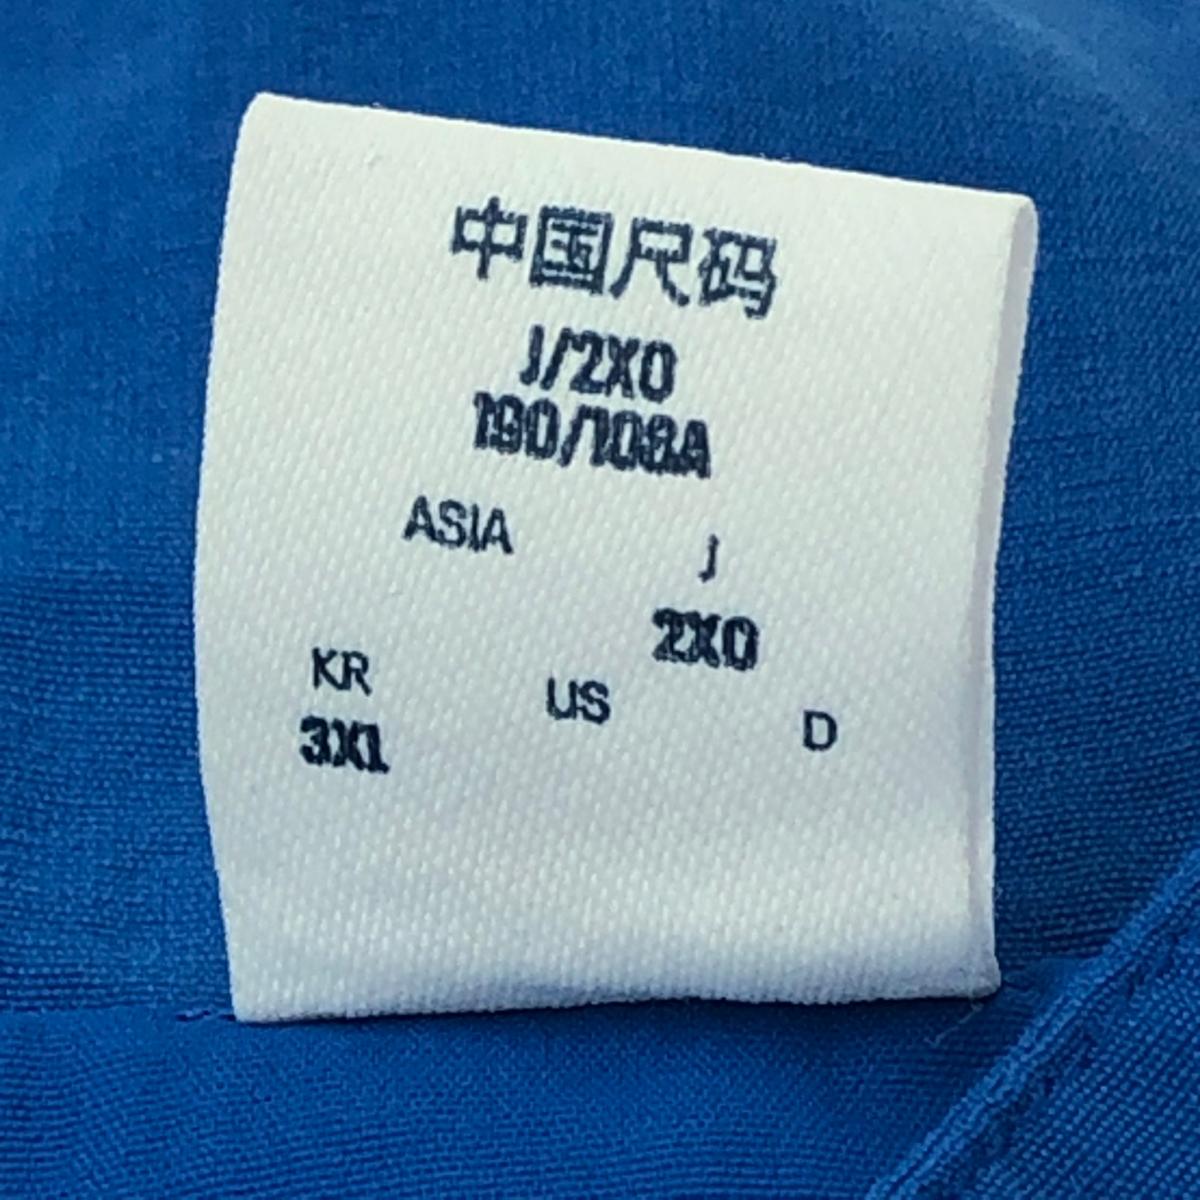 中国尺码
J/2XO
190/108A
ASIA J
2XO
KR US D
3XL